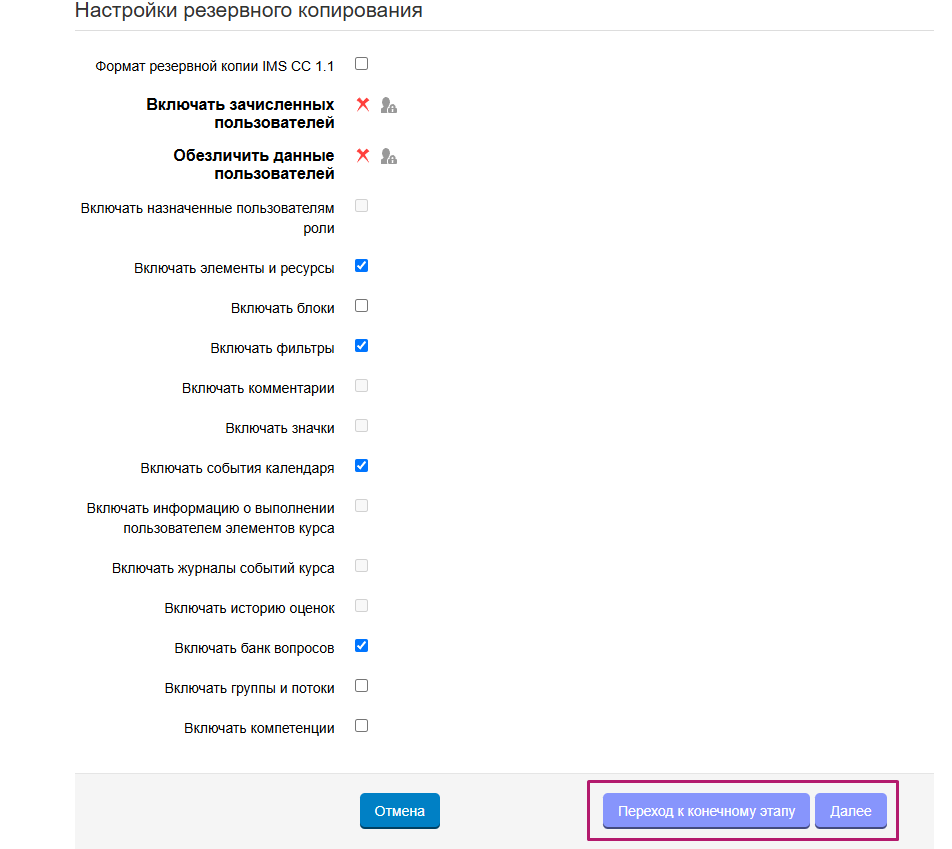 Настройки резервного копирования
Формат резервной копии IMS CC 1.1
Включать зачисленных
пользователей
Обезличить данные
пользователей
Включать назначенные пользователям
роли
Включать элементы и ресурсы
Включать блоки
Включать фильтры
Включать комментарии
Включать значки
Включать события календаря
Включать информацию о выполнении
пользователем элементов курса
Включать журналы событий курса
Включать историю оценок
Включать банк вопросов
Включать группы и потоки
Включать компетенции
Отмена
Переход к конечному этапу
Далее